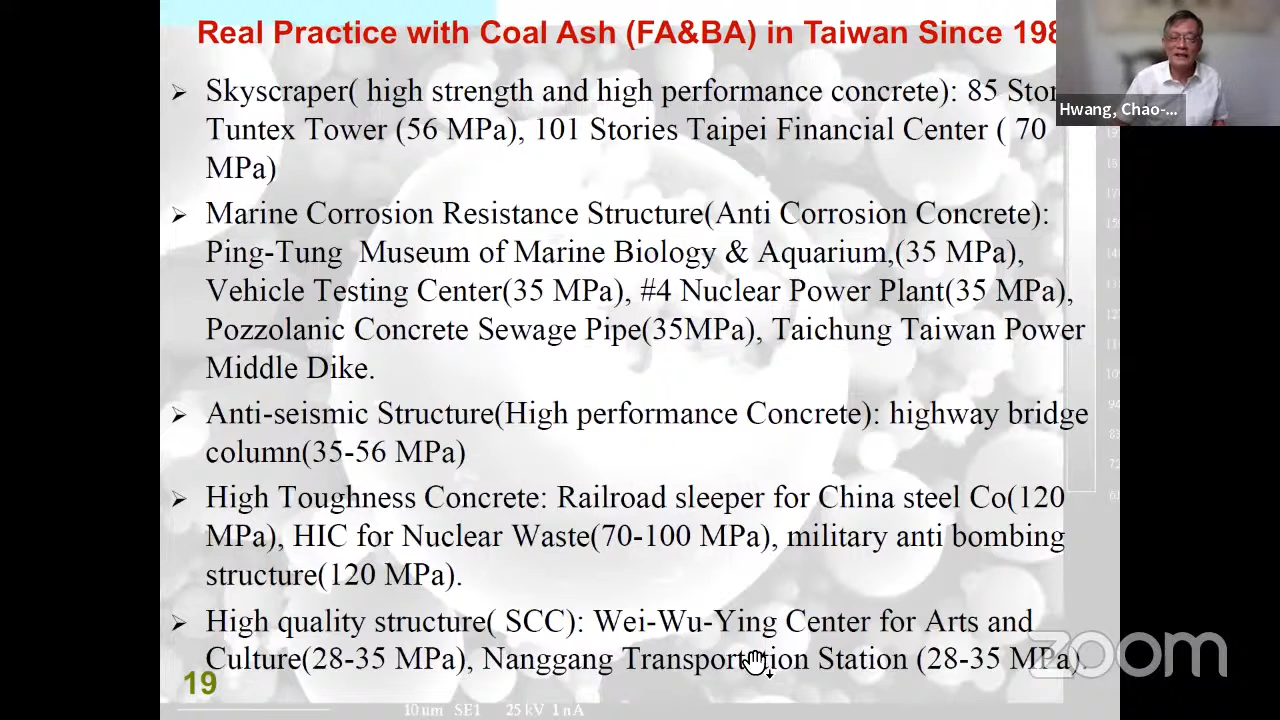 Real Practice with Coal Ash (FA&BA) in Taiwan Since 198
➢ Skyscraper( high strength and high performance concrete): 85 Stor
Tuntex Tower (56 MPa), 101 Stories Taipei Financial Center ( 70
MPa)
➢ Marine Corrosion Resistance Structure(Anti Corrosion Concrete):
Ping-Tung Museum of Marine Biology & Aquarium,(35 MPa),
Vehicle Testing Center(35 MPa), #4 Nuclear Power Plant(35 MPa),
Pozzolanic Concrete Sewage Pipe(35MPa), Taichung Taiwan Power
Middle Dike.
➢ Anti-seismic Structure(High performance Concrete): highway bridge
column(35-56 MPa)
➢ High Toughness Concrete: Railroad sleeper for China steel Co(120
MPa), HIC for Nuclear Waste(70-100 MPa), military anti bombing
structure(120 MPa).
➢ High quality structure( SCC): Wei-Wu-Ying Center for Arts and
Culture(28-35 MPa), Nanggang Transportation Station (28-35 MPa).
19
10um SE1 25 kV 1 nA
Hwang, Chao-...
zoom